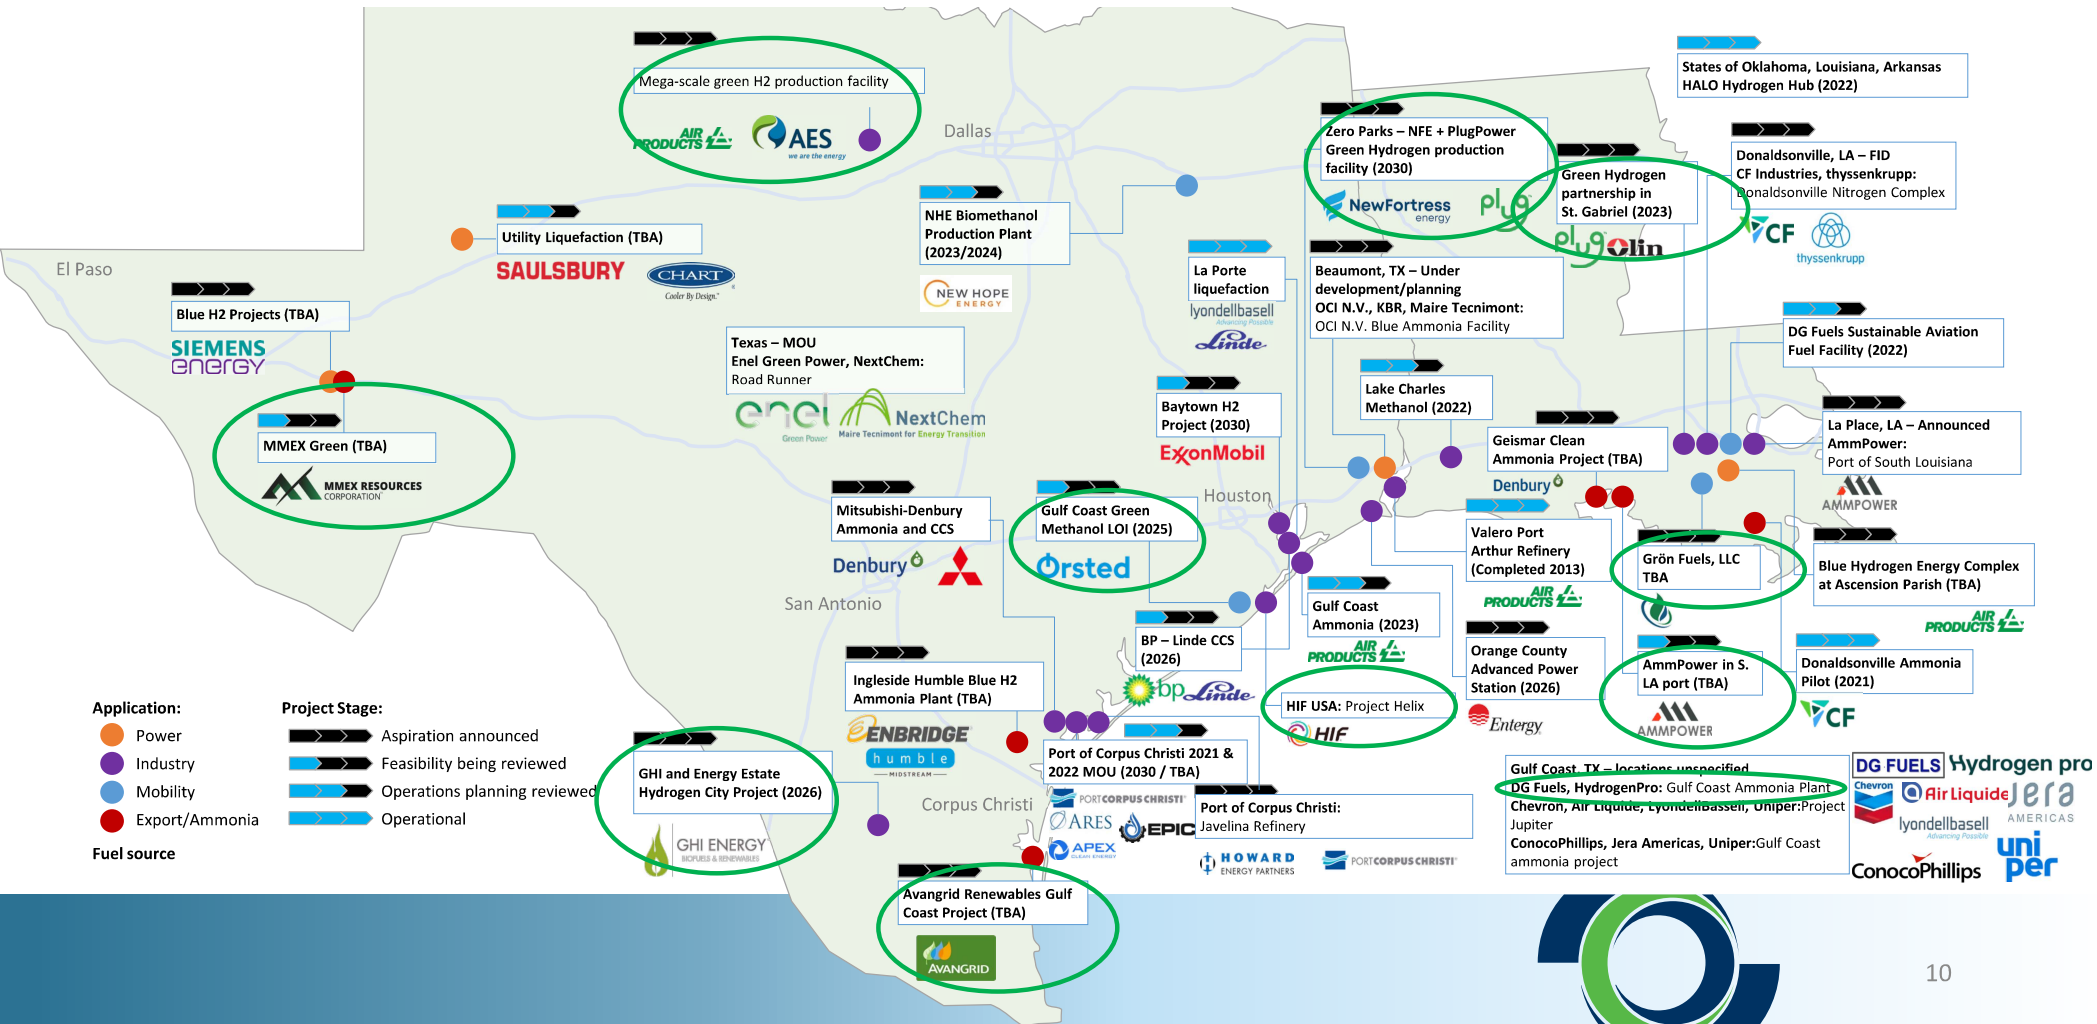 Mega-scale green H2 production facility
AIR
PRODUCTS
AES
we are the energy
Dallas
States of Oklahoma, Louisiana, Arkansas
HALO Hydrogen Hub (2022)
Zero Parks – NFE + PlugPower
Green Hydrogen production
facility (2030)
NewFortress
energy
plug
Green Hydrogen
partnership in
St. Gabriel (2023)
plug
Olin
Donaldsonville, LA – FID
CF Industries, thyssenkrupp:
Donaldsonville Nitrogen Complex
CF
thyssenkrupp
Utility Liquefaction (TBA)
SAULSBURY
CHART
Cooler By Design.
NHE Biomethanol
Production Plant
(2023/2024)
NEW HOPE
ENERGY
El Paso
Blue H2 Projects (TBA)
SIEMENS
energy
La Porte
liquefaction
lyondellbasell
Advancing Possible
Linde
Beaumont, TX – Under
development/planning
OCI N.V., KBR, Maire Tecnimont:
OCI N.V. Blue Ammonia Facility
DG Fuels Sustainable Aviation
Fuel Facility (2022)
Texas – MOU
Enel Green Power, NextChem:
Road Runner
enel
Green Power
NextChem
Maire Tecnimont for Energy Transition
Baytown H2
Project (2030)
ExxonMobil
Lake Charles
Methanol (2022)
MMEX Green (TBA)
MMEX RESOURCES
CORPORATION
Geismar Clean
Ammonia Project (TBA)
Denbury
La Place, LA – Announced
AmmPower:
Port of South Louisiana
AMMPOWER
Mitsubishi-Denbury
Ammonia and CCS
Denbury
Gulf Coast Green
Methanol LOI (2025)
Ørsted
Houston
Valero Port
Arthur Refinery
(Completed 2013)
AIR
PRODUCTS
Grön Fuels, LLC
TBA
Blue Hydrogen Energy Complex
at Ascension Parish (TBA)
AIR
PRODUCTS
San Antonio
Gulf Coast
Ammonia (2023)
AIR
PRODUCTS
BP – Linde CCS
(2026)
bp
Linde
Orange County
Advanced Power
Station (2026)
Entergy
AmmPower in S.
LA port (TBA)
AMMPOWER
Donaldsonville Ammonia
Pilot (2021)
CF
Ingleside Humble Blue H2
Ammonia Plant (TBA)
ENBRIDGE
humble
MIDSTREAM
HIF USA: Project Helix
HIF
Application:
Power
Industry
Mobility
Export/Ammonia
Fuel source
Project Stage:
Aspiration announced
Feasibility being reviewed
Operations planning reviewed
Operational
GHI and Energy Estate
Hydrogen City Project (2026)
GHI ENERGY
BIOFUELS & RENEWABLES
Port of Corpus Christi 2021 &
2022 MOU (2030 / TBA)
PORTCORPUSCHRISTI
ARES
EPIC
APEX
CLEAN ENERGY
Corpus Christi
Port of Corpus Christi:
Javelina Refinery
HOWARD
ENERGY PARTNERS
PORTCORPUSCHRISTI
Gulf Coast, TX – locations unspecified
DG Fuels, HydrogenPro: Gulf Coast Ammonia Plant
Chevron, Air Liquide, LyondellBassell, Uniper:Project
Jupiter
ConocoPhillips, Jera Americas, Uniper:Gulf Coast
ammonia project
DG FUELS
Hydrogen pro
Chevron
Air Liquide
Jera
AMERICAS
lyondellbasell
Advancing Possible
uni
per
ConocoPhillips
Avangrid Renewables Gulf
Coast Project (TBA)
AVANGRID
10